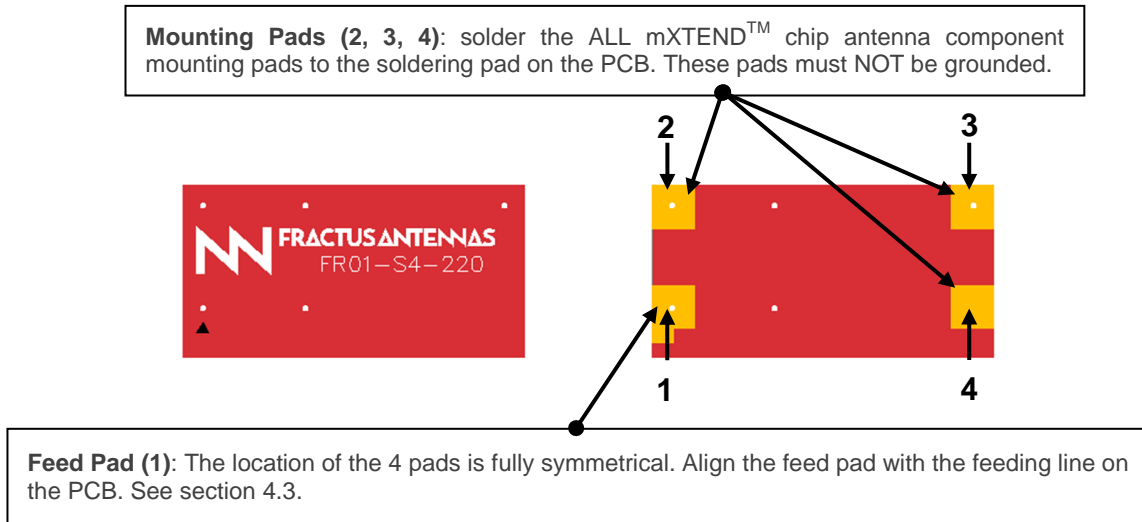 Mounting Pads (2, 3, 4): solder the ALL mXTEND™ chip antenna component
mounting pads to the soldering pad on the PCB. These pads must NOT be grounded.
2
3
FRACTUS ANTENNAS
FR01-S4-220
1
4
Feed Pad (1): The location of the 4 pads is fully symmetrical. Align the feed pad with the feeding line on
the PCB. See section 4.3.